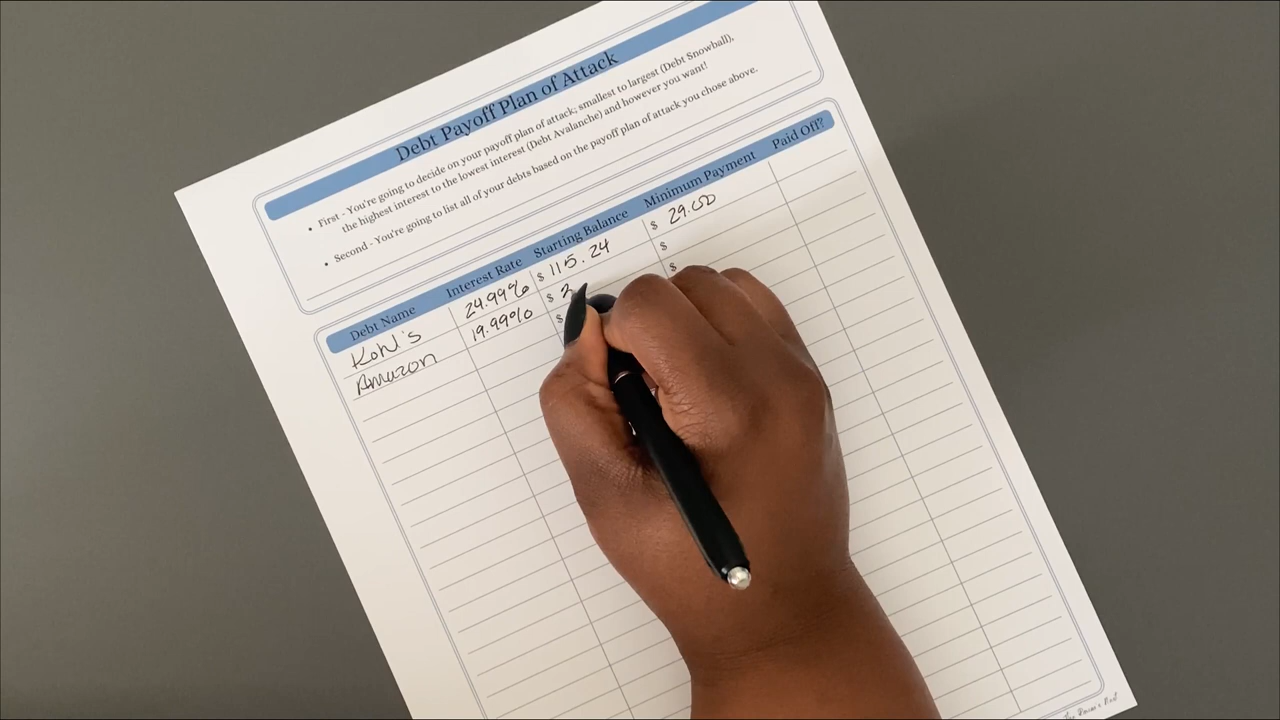 Debt Payoff Plan of Attack
First - You're going to decide on your payoff plan of attack; smallest to largest (Debt Snowball),
the highest interest to the lowest interest (Debt Avalanche) and however you want!
Second - You're going to list all of your debts based on the payoff plan of attack you chose above.
Debt Name Interest Rate Starting Balance Minimum Payment Paid Off?
Kohl's 24.99% $ 115.24 $ 29.00
Amazon 19.99% $ 2 $
$ $